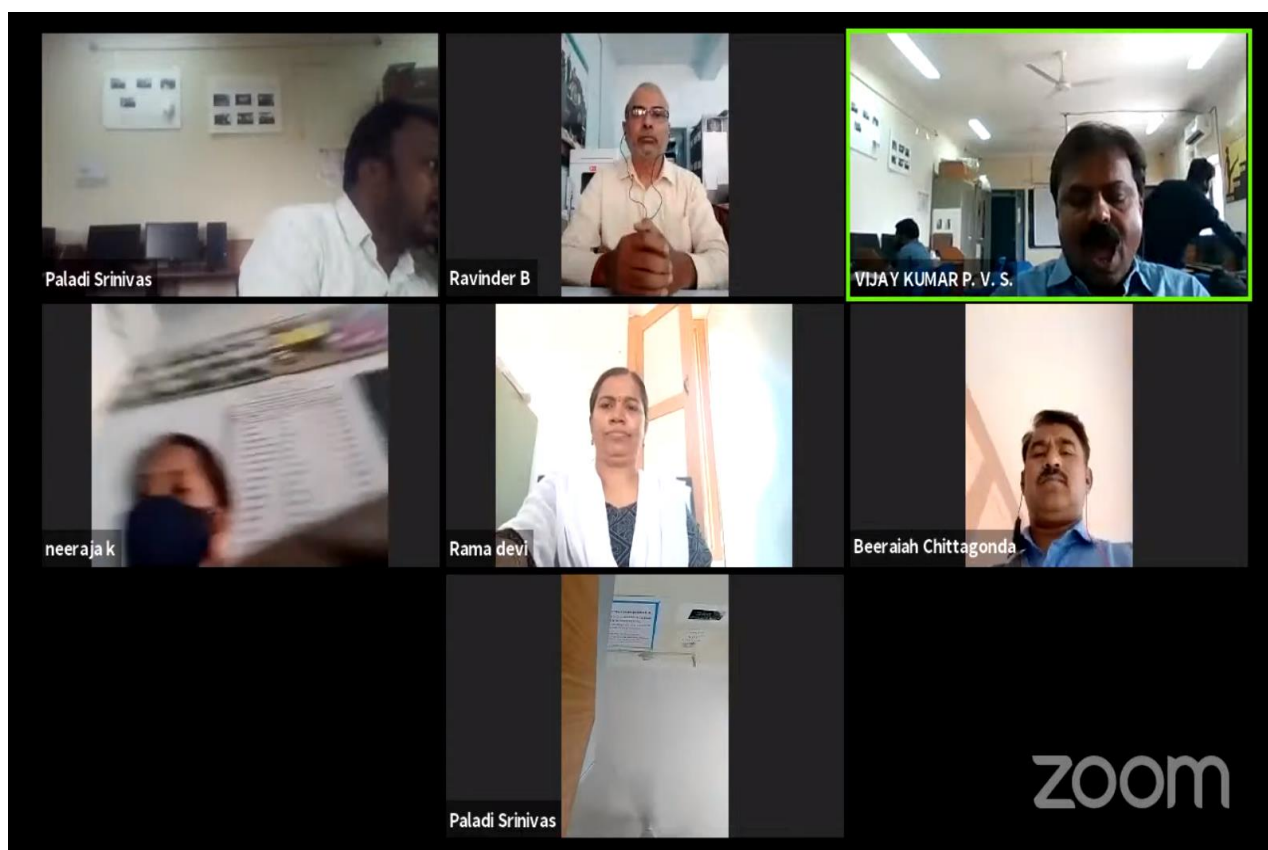 Paladi Srinivas
Ravinder B
VIJAY KUMAR P. V. S.
neeraja k
Rama devi
Beeraiah Chittagonda
Paladi Srinivas
zoom